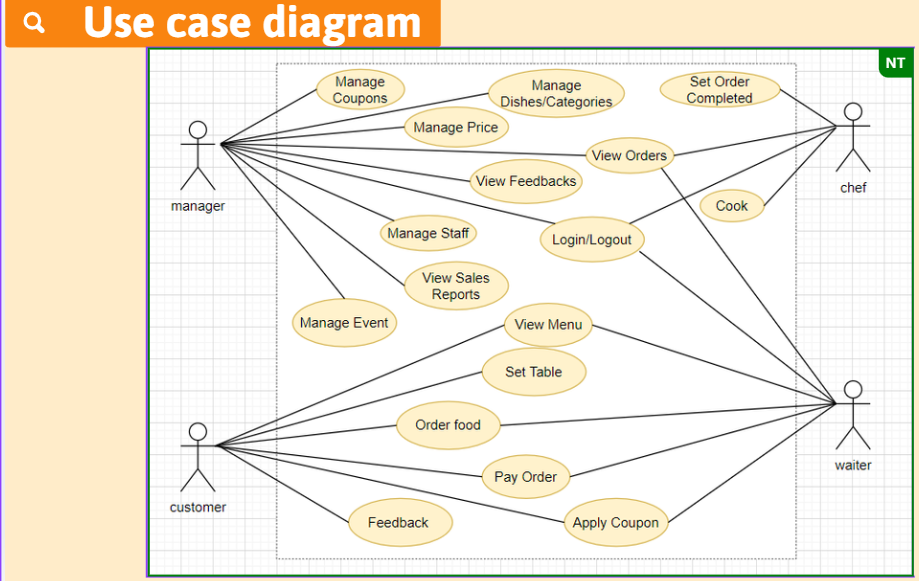 Use case diagram
NT
Manage
Coupons
Manage
Dishes/Categories
Set Order
Completed
Manage Price
View Orders
chef
View Feedbacks
manager
Cook
Manage Staff
Login/Logout
View Sales
Reports
Manage Event
View Menu
Set Table
Order food
waiter
Pay Order
customer
Feedback
Apply Coupon